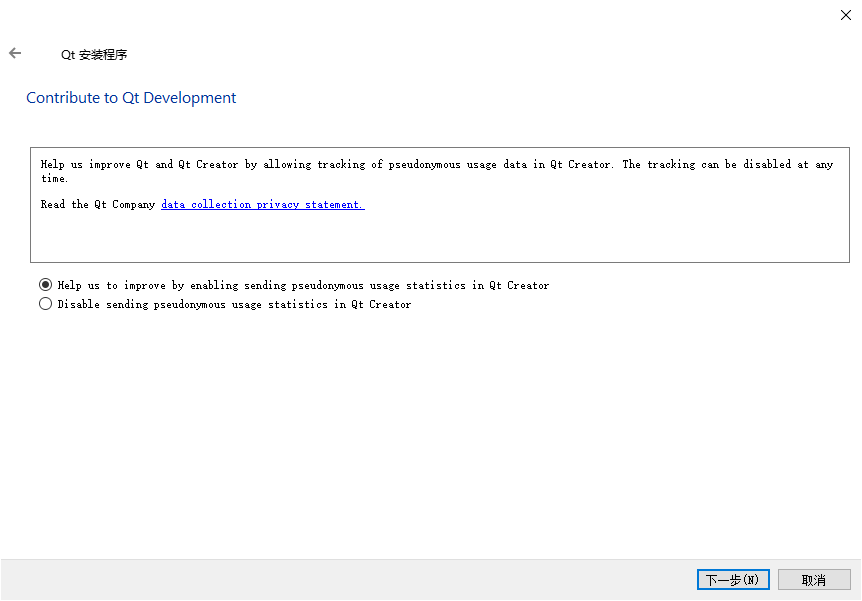 Qt 安装程序
Contribute to Qt Development
Help us improve Qt and Qt Creator by allowing tracking of pseudonymous usage data in Qt Creator. The tracking can be disabled at any
time.
Read the Qt Company data collection privacy statement.
Help us to improve by enabling sending pseudonymous usage statistics in Qt Creator
Disable sending pseudonymous usage statistics in Qt Creator
下一步(N) 取消